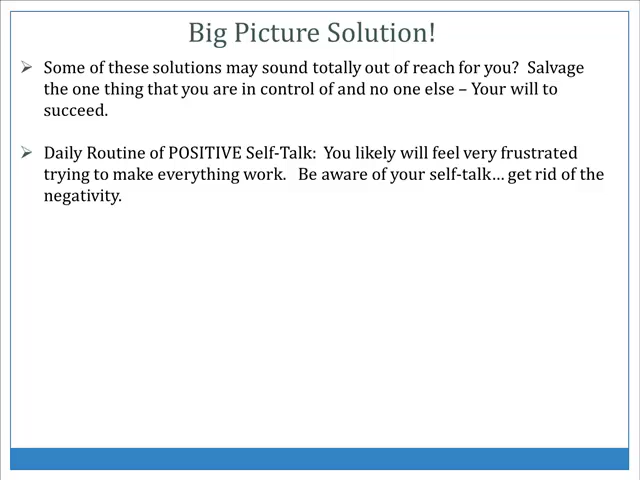 Big Picture Solution!
Some of these solutions may sound totally out of reach for you?  Salvage
the one thing that you are in control of and no one else – Your will to
succeed.
Daily Routine of POSITIVE Self-Talk:  You likely will feel very frustrated
trying to make everything work.   Be aware of your self-talk… get rid of the
negativity.